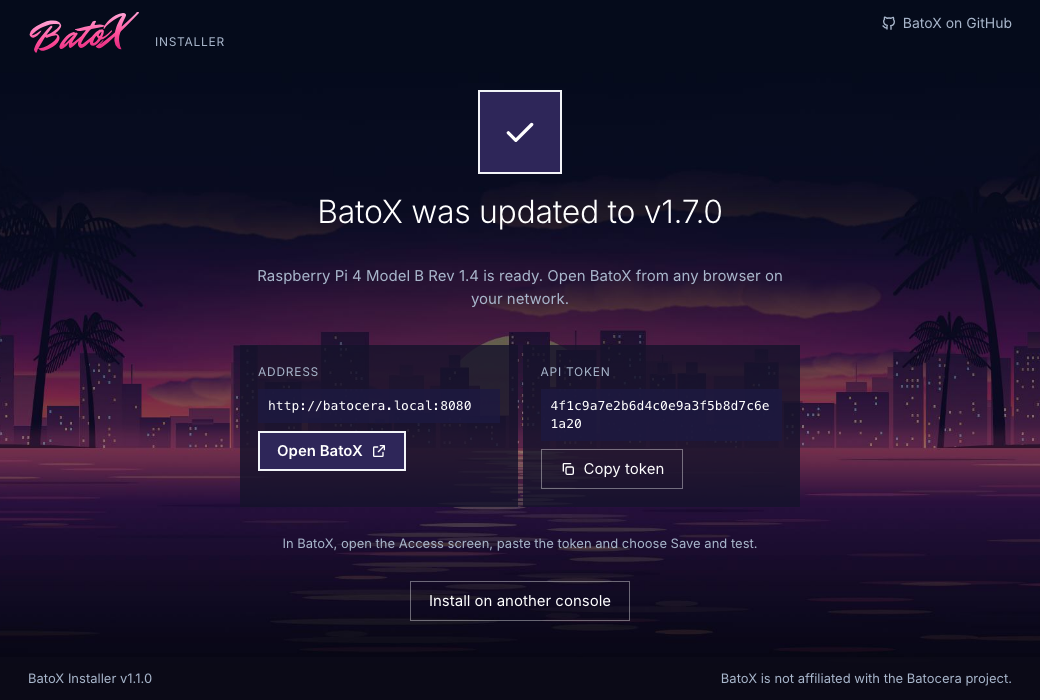 BatoX INSTALLER
BatoX on GitHub
BatoX was updated to v1.7.0
Raspberry Pi 4 Model B Rev 1.4 is ready. Open BatoX from any browser on
your network.
ADDRESS
http://batocera.local:8080
Open BatoX
API TOKEN
4f1c9a7e2b6d4c0e9a3f5b8d7c6e
1a20
Copy token
In BatoX, open the Access screen, paste the token and choose Save and test.
Install on another console
BatoX Installer v1.1.0
BatoX is not affiliated with the Batocera project.